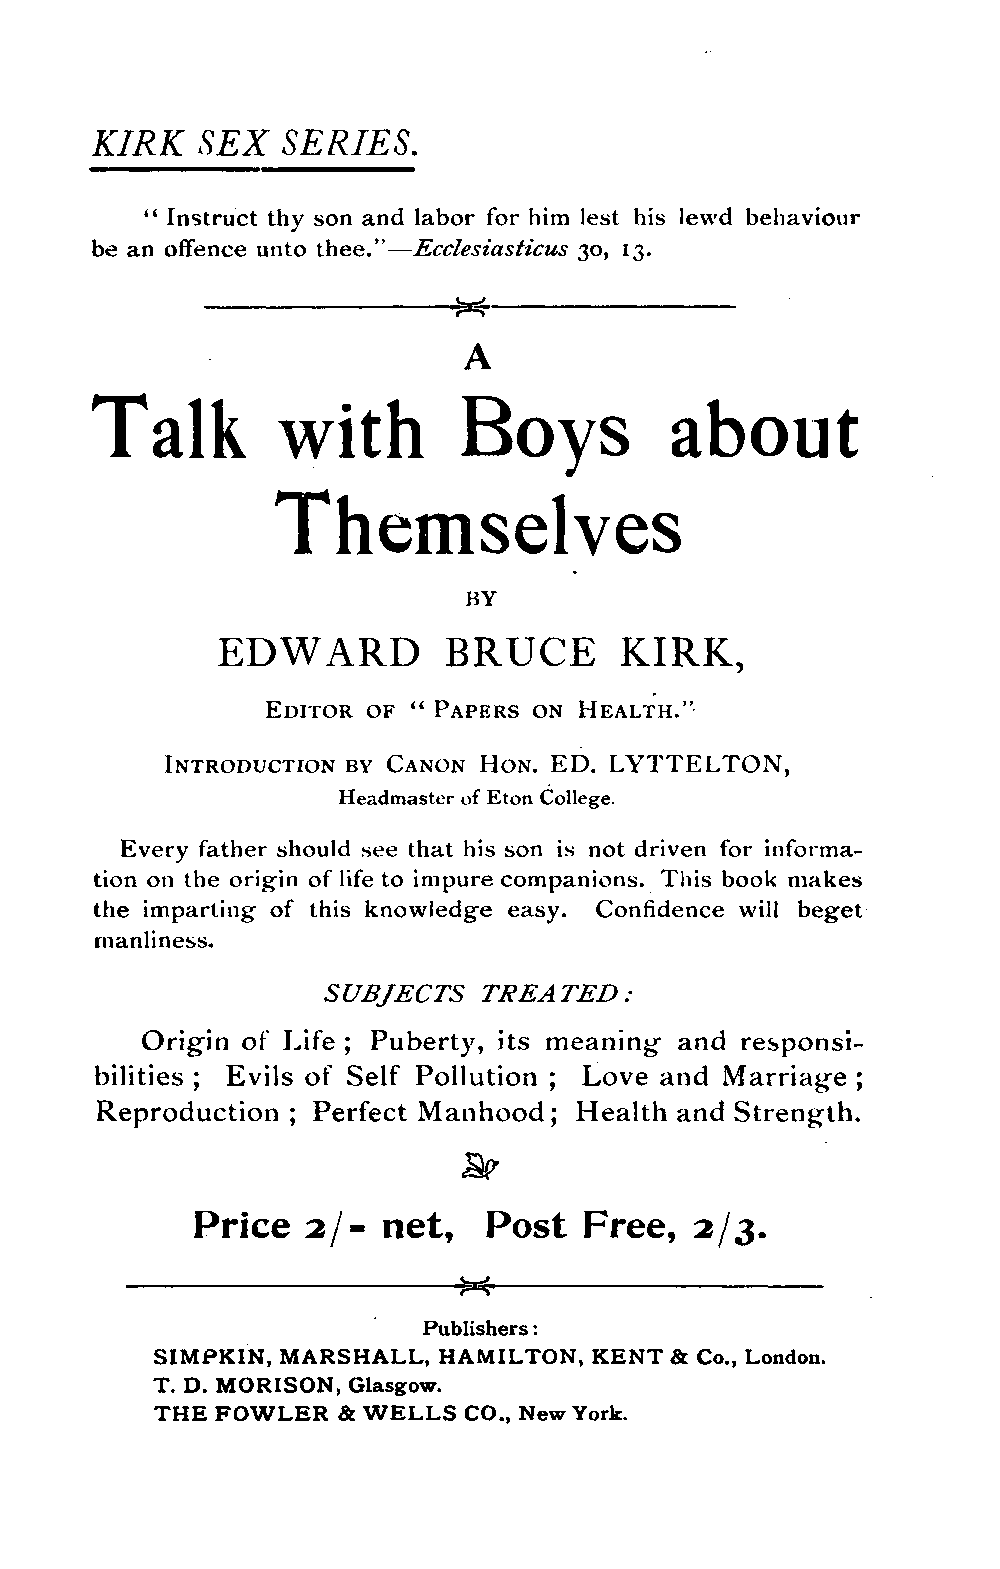 KIRK SEX SERIES.
“ Instruct thy son and labor for him lest his lewd behaviour
be an offence unto thee.”—Ecclesiasticus 30, 13.
A
Talk with Boys about
Themselves
BY
EDWARD BRUCE KIRK,
EDITOR OF “ PAPERS ON HEALTH.”
INTRODUCTION BY CANON HON. ED. LYTTELTON,
Headmaster of Eton College.
Every father should see that his son is not driven for informa-
tion on the origin of life to impure companions. This book makes
the imparting of this knowledge easy. Confidence will beget
manliness.
SUBJECTS TREATED :
Origin of Life ; Puberty, its meaning and responsi-
bilities ; Evils of Self Pollution ; Love and Marriage ;
Reproduction ; Perfect Manhood ; Health and Strength.
Price 2/- net, Post Free, 2/3.
Publishers :
SIMPKIN, MARSHALL, HAMILTON, KENT & Co., London.
T. D. MORISON, Glasgow.
THE FOWLER & WELLS CO., New York.